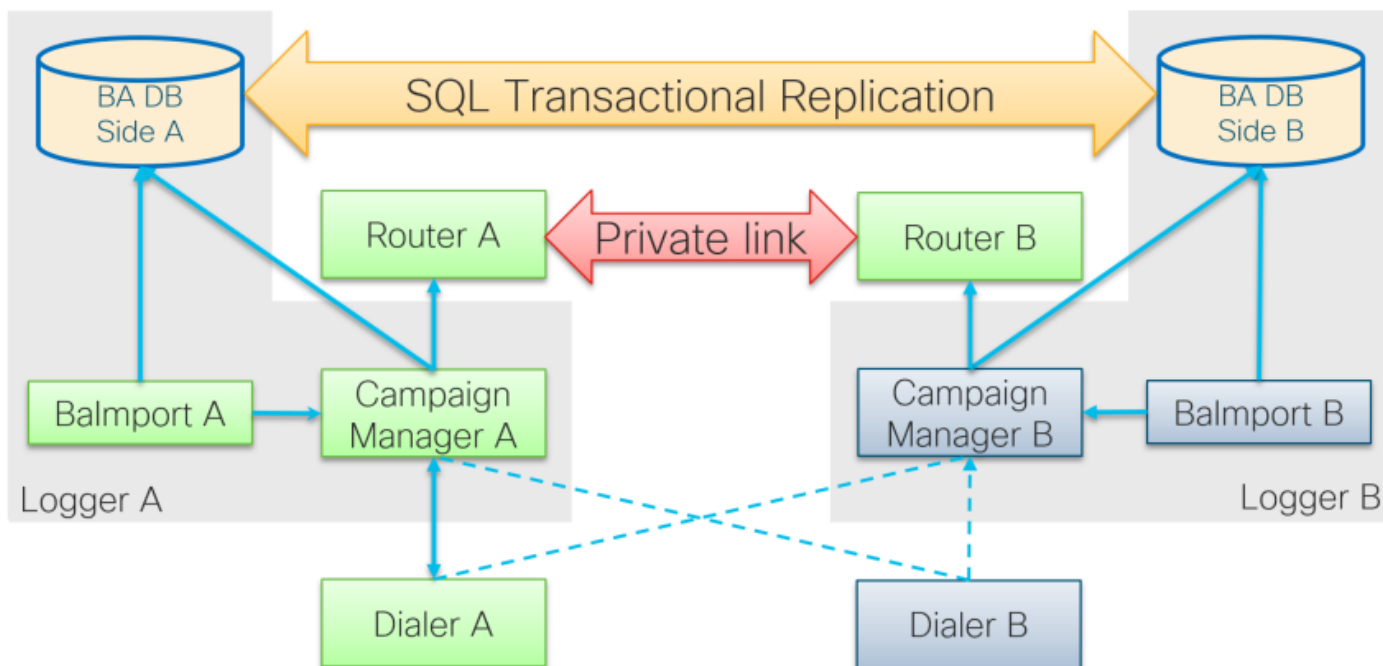 BA DB
Side A
SQL Transactional Replication
BA DB
Side B
Router A
Private link
Router B
BaImport A
Campaign
Manager A
Campaign
Manager B
BaImport B
Logger A
Logger B
Dialer A
Dialer B